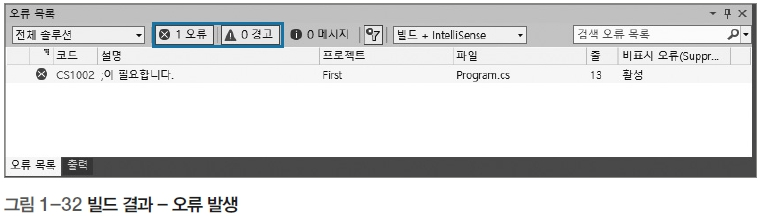 오류 목록
전체 솔루션 1 오류 0 경고 0 메시지 빌드 + IntelliSense 검색 오류 목록
코드 설명 프로젝트 파일 줄 비표시 오류(Suppr...
CS1002 ;이 필요합니다. First Program.cs 13 활성
오류 목록 출력
그림 1-32 빌드 결과 – 오류 발생